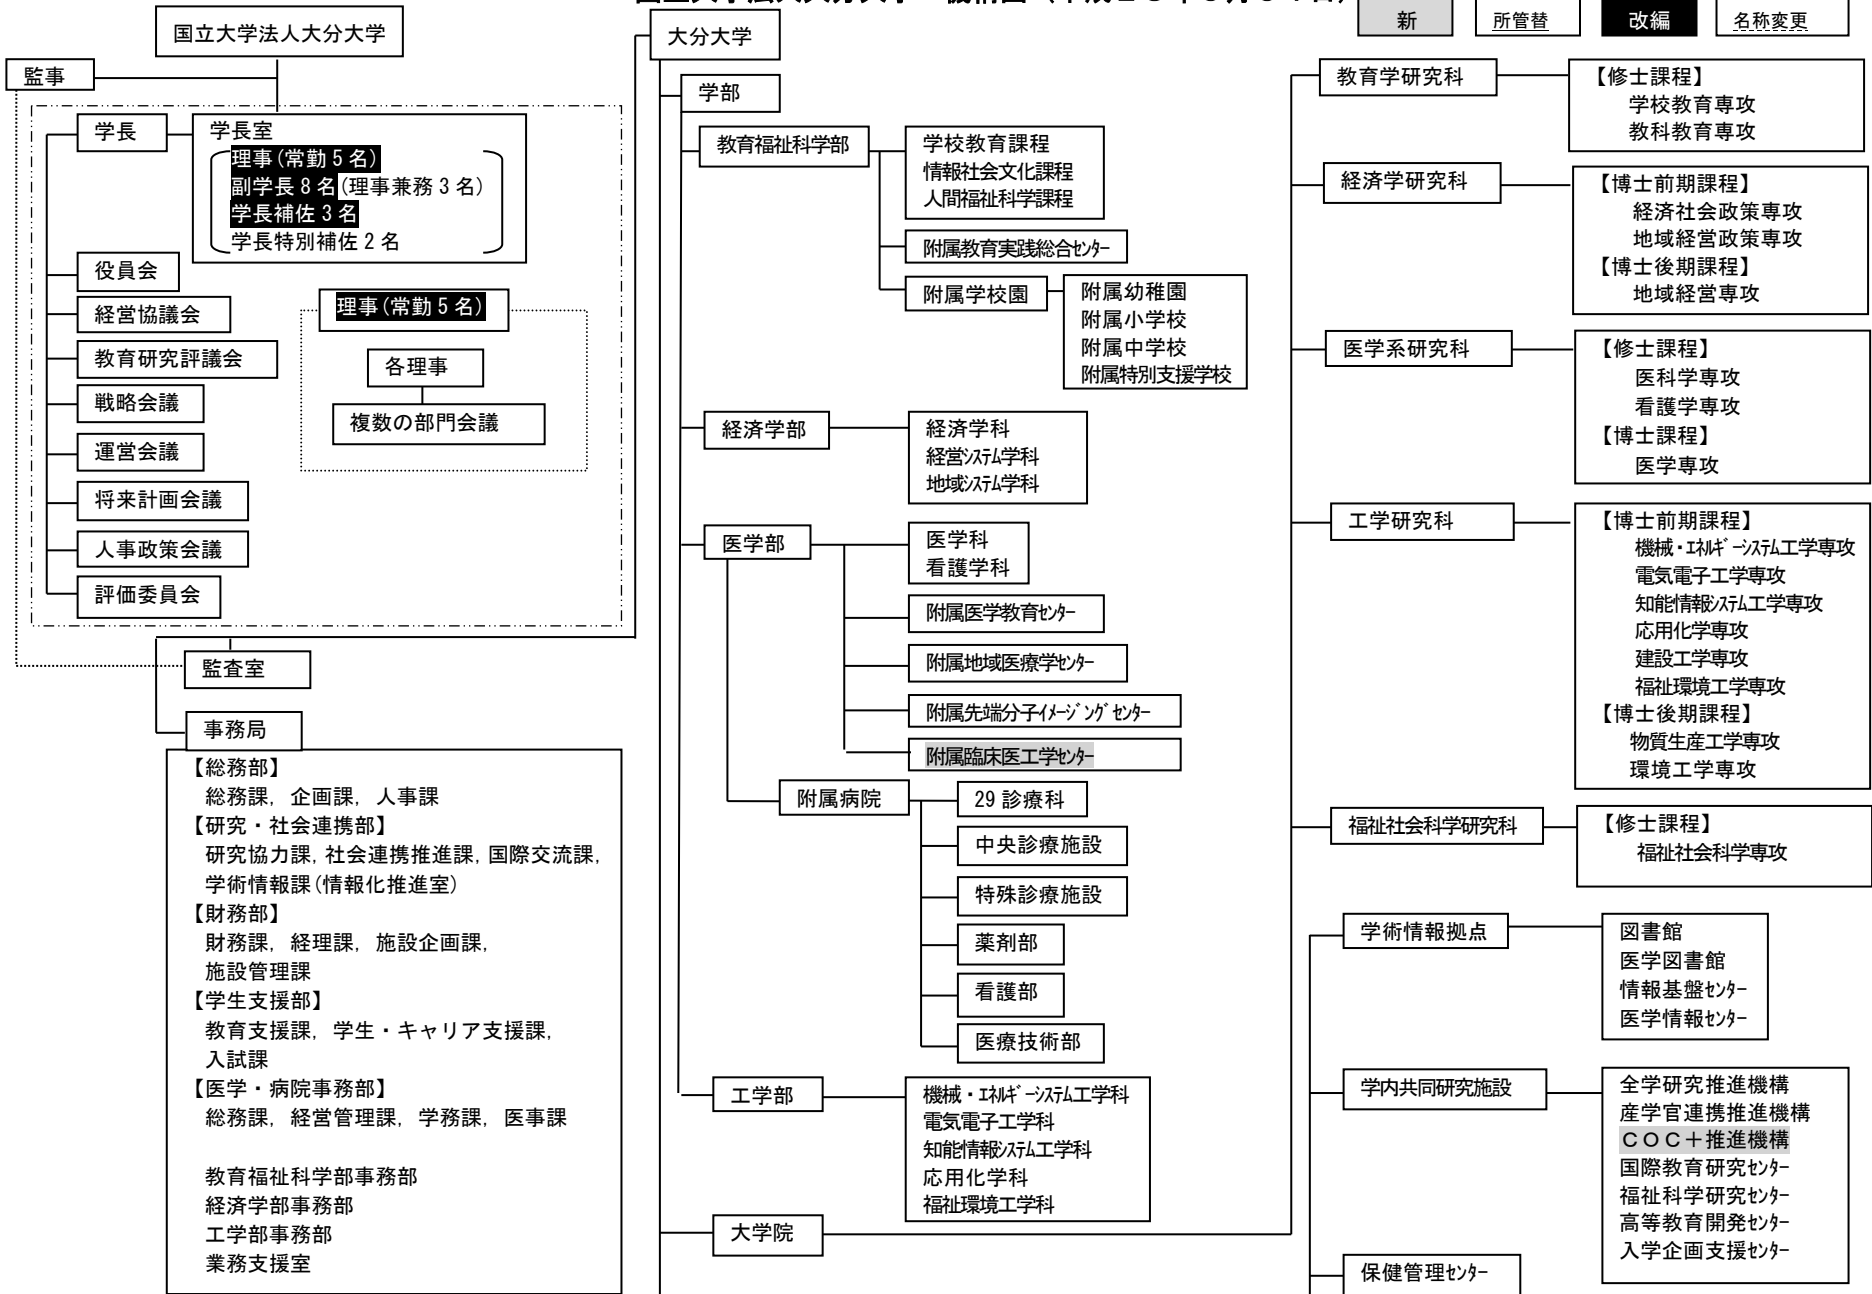 新
所管替
改編
名称変更
国立大学法人大分大学
監事
学長
学長室
理事(常勤5名)
副学長8名(理事兼務3名)
学長補佐3名
学長特別補佐2名
役員会
経営協議会
教育研究評議会
戦略会議
運営会議
将来計画会議
人事政策会議
評価委員会
理事(常勤5名)
各理事
複数の部門会議
監査室
事務局
【総務部】
総務課，企画課，人事課
【研究・社会連携部】
研究協力課，社会連携推進課，国際交流課，
学術情報課(情報化推進室)
【財務部】
財務課，経理課，施設企画課，
施設管理課
【学生支援部】
教育支援課，学生・キャリア支援課，
入試課
【医学・病院事務部】
総務課，経営管理課，学務課，医事課
教育福祉科学部事務部
経済学部事務部
工学部事務部
業務支援室
大分大学
学部
教育福祉科学部
学校教育課程
情報社会文化課程
人間福祉科学課程
附属教育実践総合ｾﾝﾀｰ
附属学校園
附属幼稚園
附属小学校
附属中学校
附属特別支援学校
経済学部
経済学科
経営ｼｽﾃﾑ学科
地域ｼｽﾃﾑ学科
医学部
医学科
看護学科
附属医学教育ｾﾝﾀｰ
附属地域医療学ｾﾝﾀｰ
附属先端分子ｲﾒｰｼﾞﾝｸﾞｾﾝﾀｰ
附属臨床医工学ｾﾝﾀｰ
附属病院
29診療科
中央診療施設
特殊診療施設
薬剤部
看護部
医療技術部
工学部
機械・ｴﾈﾙｷﾞｰｼｽﾃﾑ工学科
電気電子工学科
知能情報ｼｽﾃﾑ工学科
応用化学科
福祉環境工学科
大学院
教育学研究科
【修士課程】
学校教育専攻
教科教育専攻
経済学研究科
【博士前期課程】
経済社会政策専攻
地域経営政策専攻
【博士後期課程】
地域経営専攻
医学系研究科
【修士課程】
医科学専攻
看護学専攻
【博士課程】
医学専攻
工学研究科
【博士前期課程】
機械・ｴﾈﾙｷﾞｰｼｽﾃﾑ工学専攻
電気電子工学専攻
知能情報ｼｽﾃﾑ工学専攻
応用化学専攻
建設工学専攻
福祉環境工学専攻
【博士後期課程】
物質生産工学専攻
環境工学専攻
福祉社会科学研究科
【修士課程】
福祉社会科学専攻
学術情報拠点
図書館
医学図書館
情報基盤ｾﾝﾀｰ
医学情報ｾﾝﾀｰ
学内共同研究施設
全学研究推進機構
産学官連携推進機構
ＣＯＣ＋推進機構
国際教育研究ｾﾝﾀｰ
福祉科学研究ｾﾝﾀｰ
高等教育開発ｾﾝﾀｰ
入学企画支援ｾﾝﾀｰ
保健管理ｾﾝﾀｰ